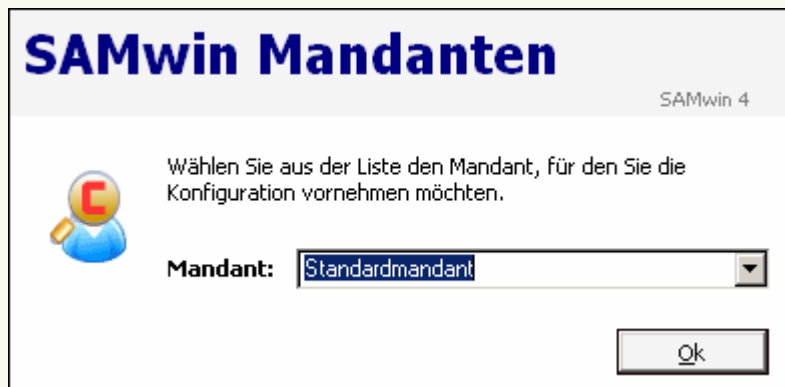 SAMwin Mandanten
SAMwin 4
Wählen Sie aus der Liste den Mandant, für den Sie die
Konfiguration vornehmen möchten.
Mandant: Standardmandant
Ok